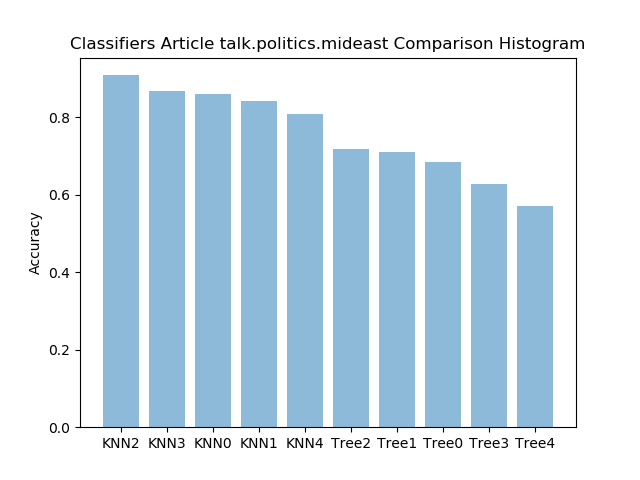 Classifiers Article talk.politics.mideast Comparison Histogram
Accuracy
0.8
0.6
0.4
0.2
0.0
KNN2 KNN3 KNN0 KNN1 KNN4 Tree2 Tree1 Tree0 Tree3 Tree4